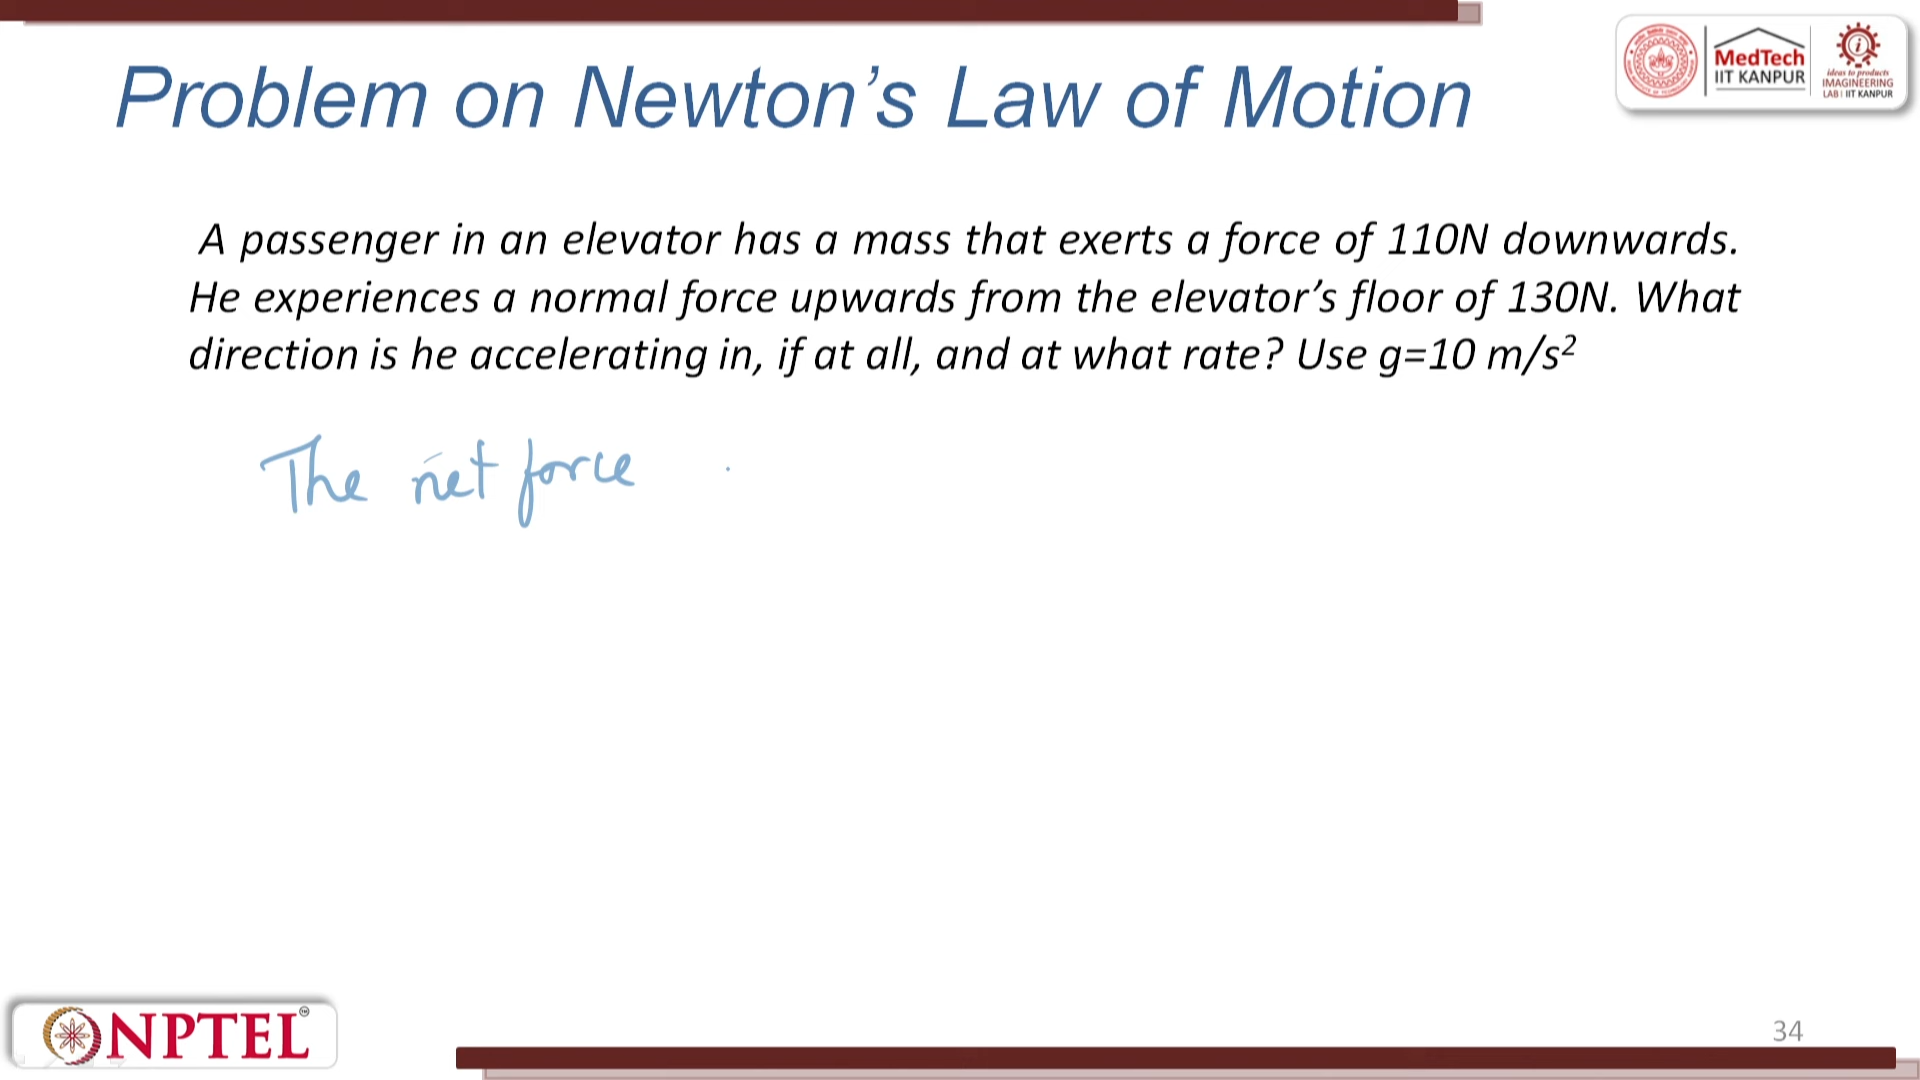 Problem on Newton’s Law of Motion
MedTech
IIT KANPUR
ideas to products
IMAGINEERING
LAB | IIT KANPUR
A passenger in an elevator has a mass that exerts a force of 110N downwards.
He experiences a normal force upwards from the elevator’s floor of 130N. What
direction is he accelerating in, if at all, and at what rate? Use g=10 m/s²
The net force
NPTEL™
34